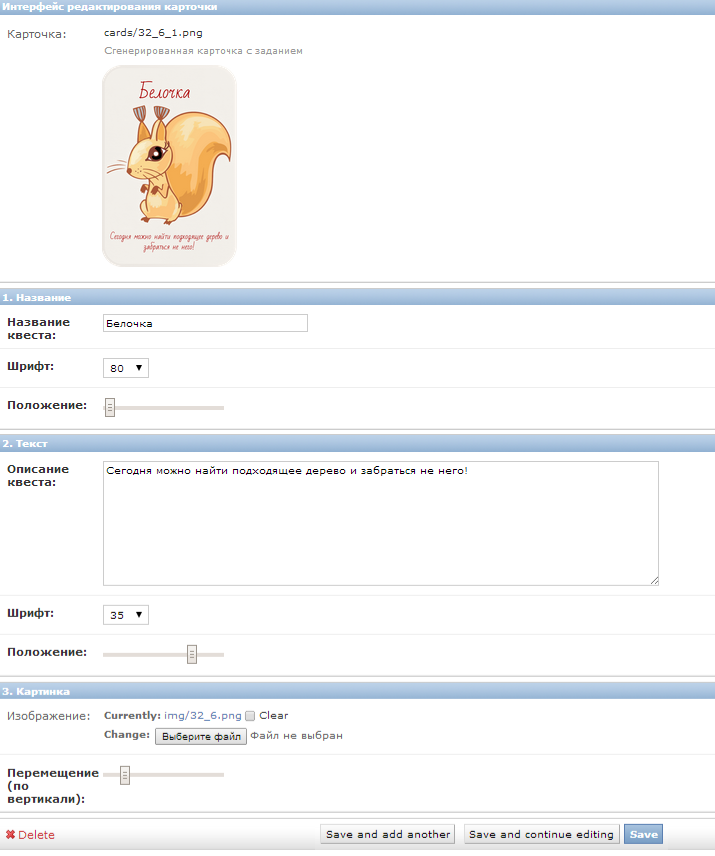 Интерфейс редактирования карточки
Карточка:
cards/32_6_1.png
Сгенерированная карточка с заданием
Белочка
Сегодня можно найти подходящее дерево и
забраться не него!
1. Название
Название
квеста:
Белочка
Шрифт:
80
Положение:
2. Текст
Описание
квеста:
Сегодня можно найти подходящее дерево и забраться не него!
Шрифт:
35
Положение:
3. Картинка
Изображение:
Currently: img/32_6.png Clear
Change: Выберите файл Файл не выбран
Перемещение
(по
вертикали):
Delete
Save and add another
Save and continue editing
Save